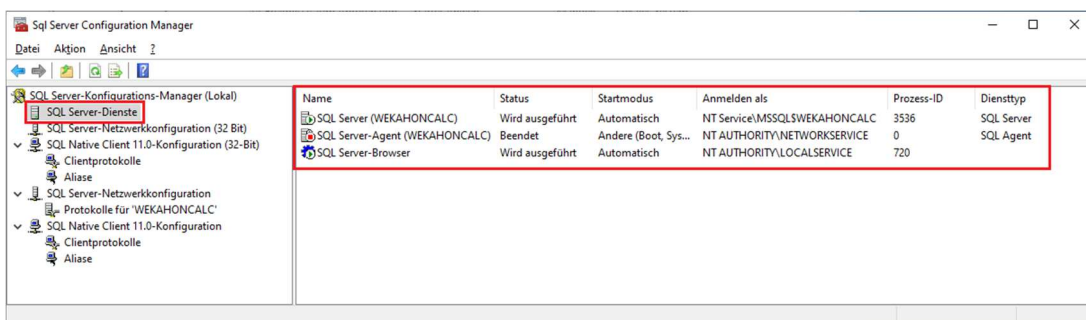 Sql Server Configuration Manager
Datei Aktion Ansicht ?
SQL Server-Konfigurations-Manager (Lokal)
SQL Server-Dienste
SQL Server-Netzwerkkonfiguration (32 Bit)
SQL Native Client 11.0-Konfiguration (32-Bit)
Clientprotokolle
Aliase
SQL Server-Netzwerkkonfiguration
Protokolle für 'WEKAHONCALC'
SQL Native Client 11.0-Konfiguration
Clientprotokolle
Aliase
Name Status Startmodus Anmelden als Prozess-ID Diensttyp
SQL Server (WEKAHONCALC) Wird ausgeführt Automatisch NT Service\MSSQL$WEKAHONCALC 3536 SQL Server
SQL Server-Agent (WEKAHONCALC) Beendet Andere (Boot, Sys... NT AUTHORITY\NETWORKSERVICE 0 SQL Agent
SQL Server-Browser Wird ausgeführt Automatisch NT AUTHORITY\LOCALSERVICE 720